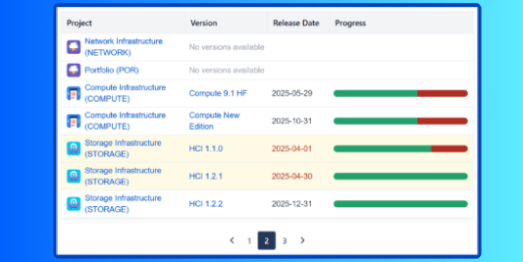 Project Version Release Date Progress
Network Infrastructure
(NETWORK)
No versions available
Portfolio (POR) No versions available
Compute Infrastructure
(COMPUTE)
Compute 9.1 HF 2025-05-29
Compute Infrastructure
(COMPUTE)
Compute New
Edition
2025-10-31
Storage Infrastructure
(STORAGE)
HCI 1.1.0 2025-04-01
Storage Infrastructure
(STORAGE)
HCI 1.2.1 2025-04-30
Storage Infrastructure
(STORAGE)
HCI 1.2.2 2025-12-31
1 2 3